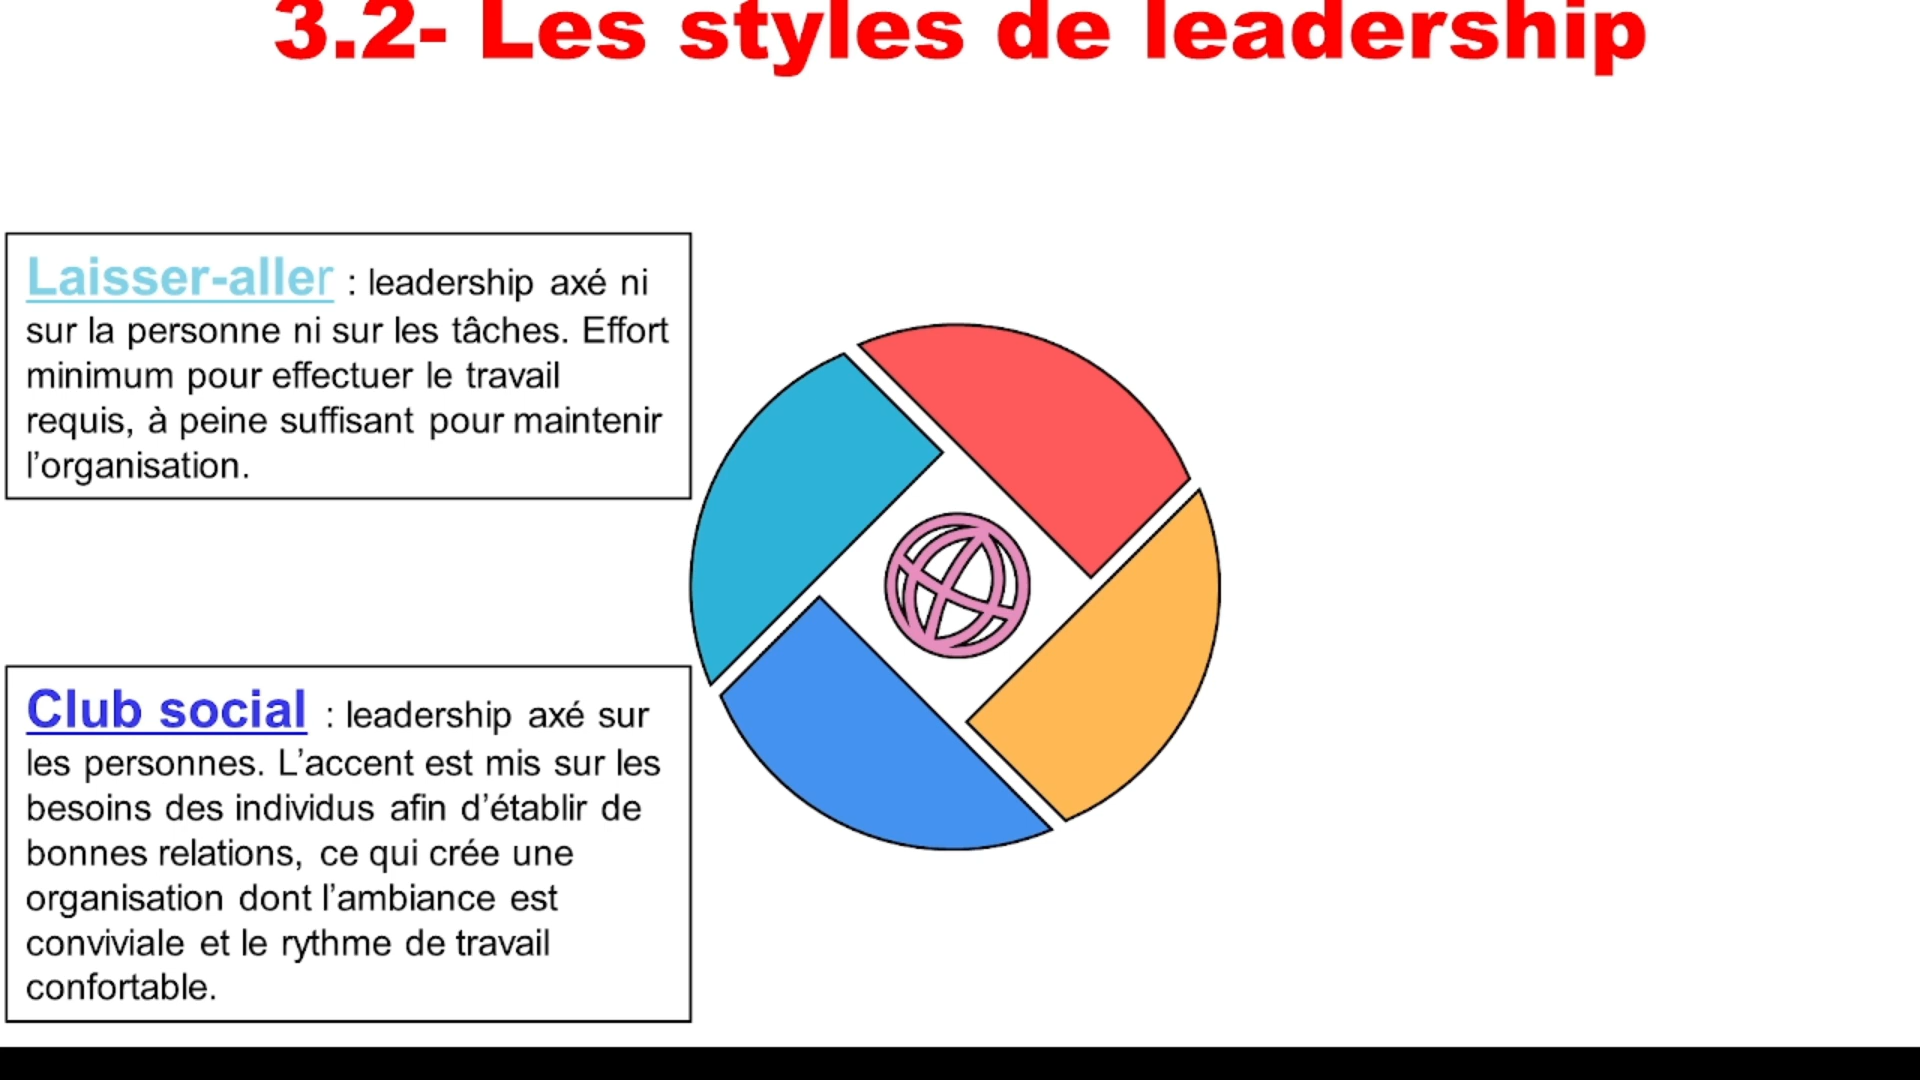 3.2- Les styles de leadership
Laisser-aller : leadership axé ni
sur la personne ni sur les tâches. Effort
minimum pour effectuer le travail
requis, à peine suffisant pour maintenir
l’organisation.
Club social : leadership axé sur
les personnes. L’accent est mis sur les
besoins des individus afin d’établir de
bonnes relations, ce qui crée une
organisation dont l’ambiance est
conviviale et le rythme de travail
confortable.